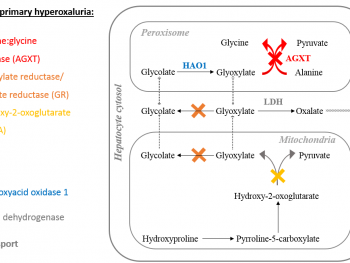 primary hyperoxaluria:
e:glycine
ase (AGXT)
ylate reductase/
te reductase (GR)
oxy-2-oxoglutarate
A)
oxyacid oxidase 1
dehydrogenase
port
Hepatocyte cytosol
Peroxisome
Glycine
Pyruvate
HAO1
AGXT
Glycolate
Glyoxylate
Alanine
Glycolate
Glyoxylate
LDH
Oxalate
Mitochondria
Glycolate
Glyoxylate
Pyruvate
Hydroxy-2-oxoglutarate
Hydroxyproline
Pyrroline-5-carboxylate